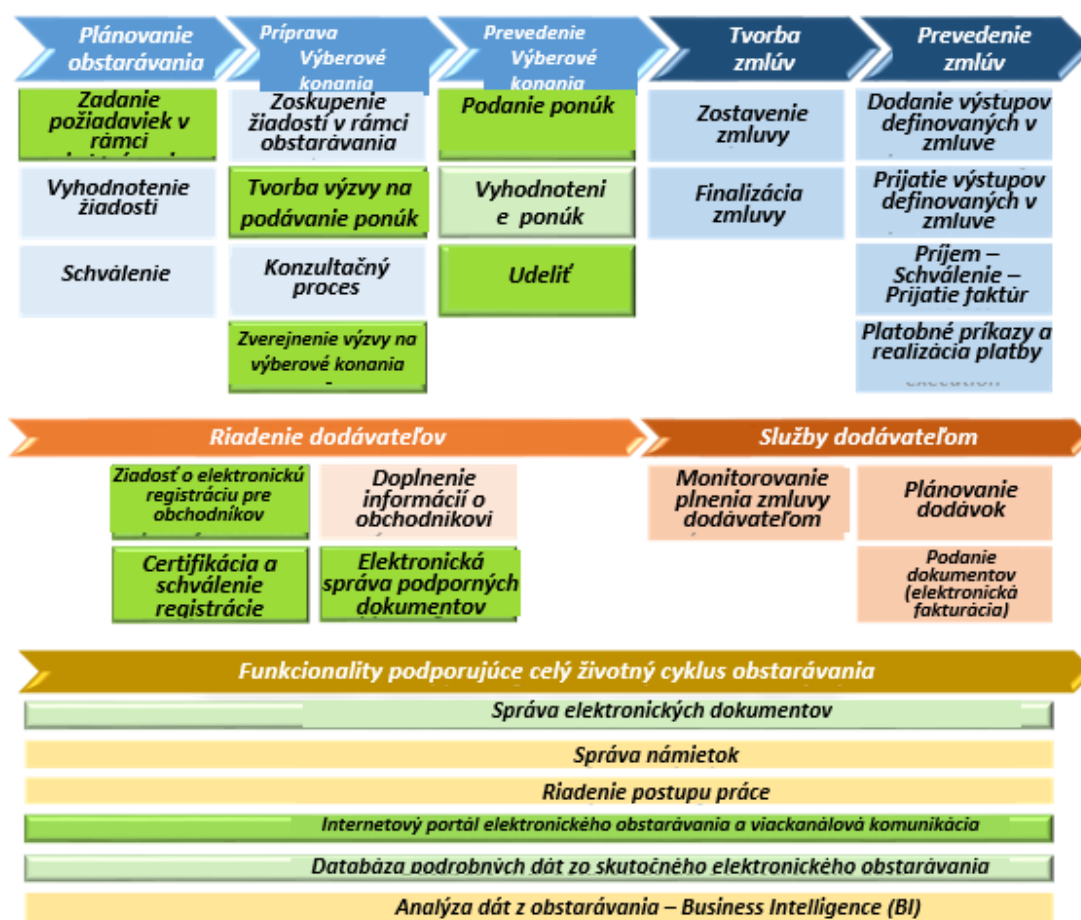 Plánovanie
obstarávania
Príprava
Výberové
konania
Prevedenie
Výberové
konania
Tvorba
zmlúv
Prevedenie
zmlúv
Zadanie
požiadaviek v
rámci
Vyhodnotenie
žiadosti
Schválenie
Zoskupenie
žiadostí v rámci
obstarávania
Tvorba výzvy na
podávanie ponúk
Konzultačný
proces
Zverejnenie výzvy na
výberové konania
Podanie ponúk
Vyhodnoteni
e ponúk
Udeliť
Zostavenie
zmluvy
Finalizácia
zmluvy
Dodanie výstupov
definovaných v
zmluve
Prijatie výstupov
definovaných v
zmluve
Príjem –
Schválenie –
Prijatie faktúr
Platobné príkazy a
realizácia platby
Riadenie dodávateľov
Služby dodávateľom
Ziadosť o elektronickú
registráciu pre
obchodníkov
Doplnenie
informácií o
obchodníkovi
Certifikácia a
schválenie
registrácie
Elektronická
správa podporných
dokumentov
Monitorovanie
plnenia zmluvy
dodávateľom
Plánovanie
dodávok
Podanie
dokumentov
(elektronická
fakturácia)
Funkcionality podporujúce celý životný cyklus obstarávania
Správa elektronických dokumentov
Správa námietok
Riadenie postupu práce
Internetový portál elektronického obstarávania a viackanálová komunikácia
Databáza podrobných dát zo skutočného elektronického obstarávania
Analýza dát z obstarávania – Business Intelligence (BI)